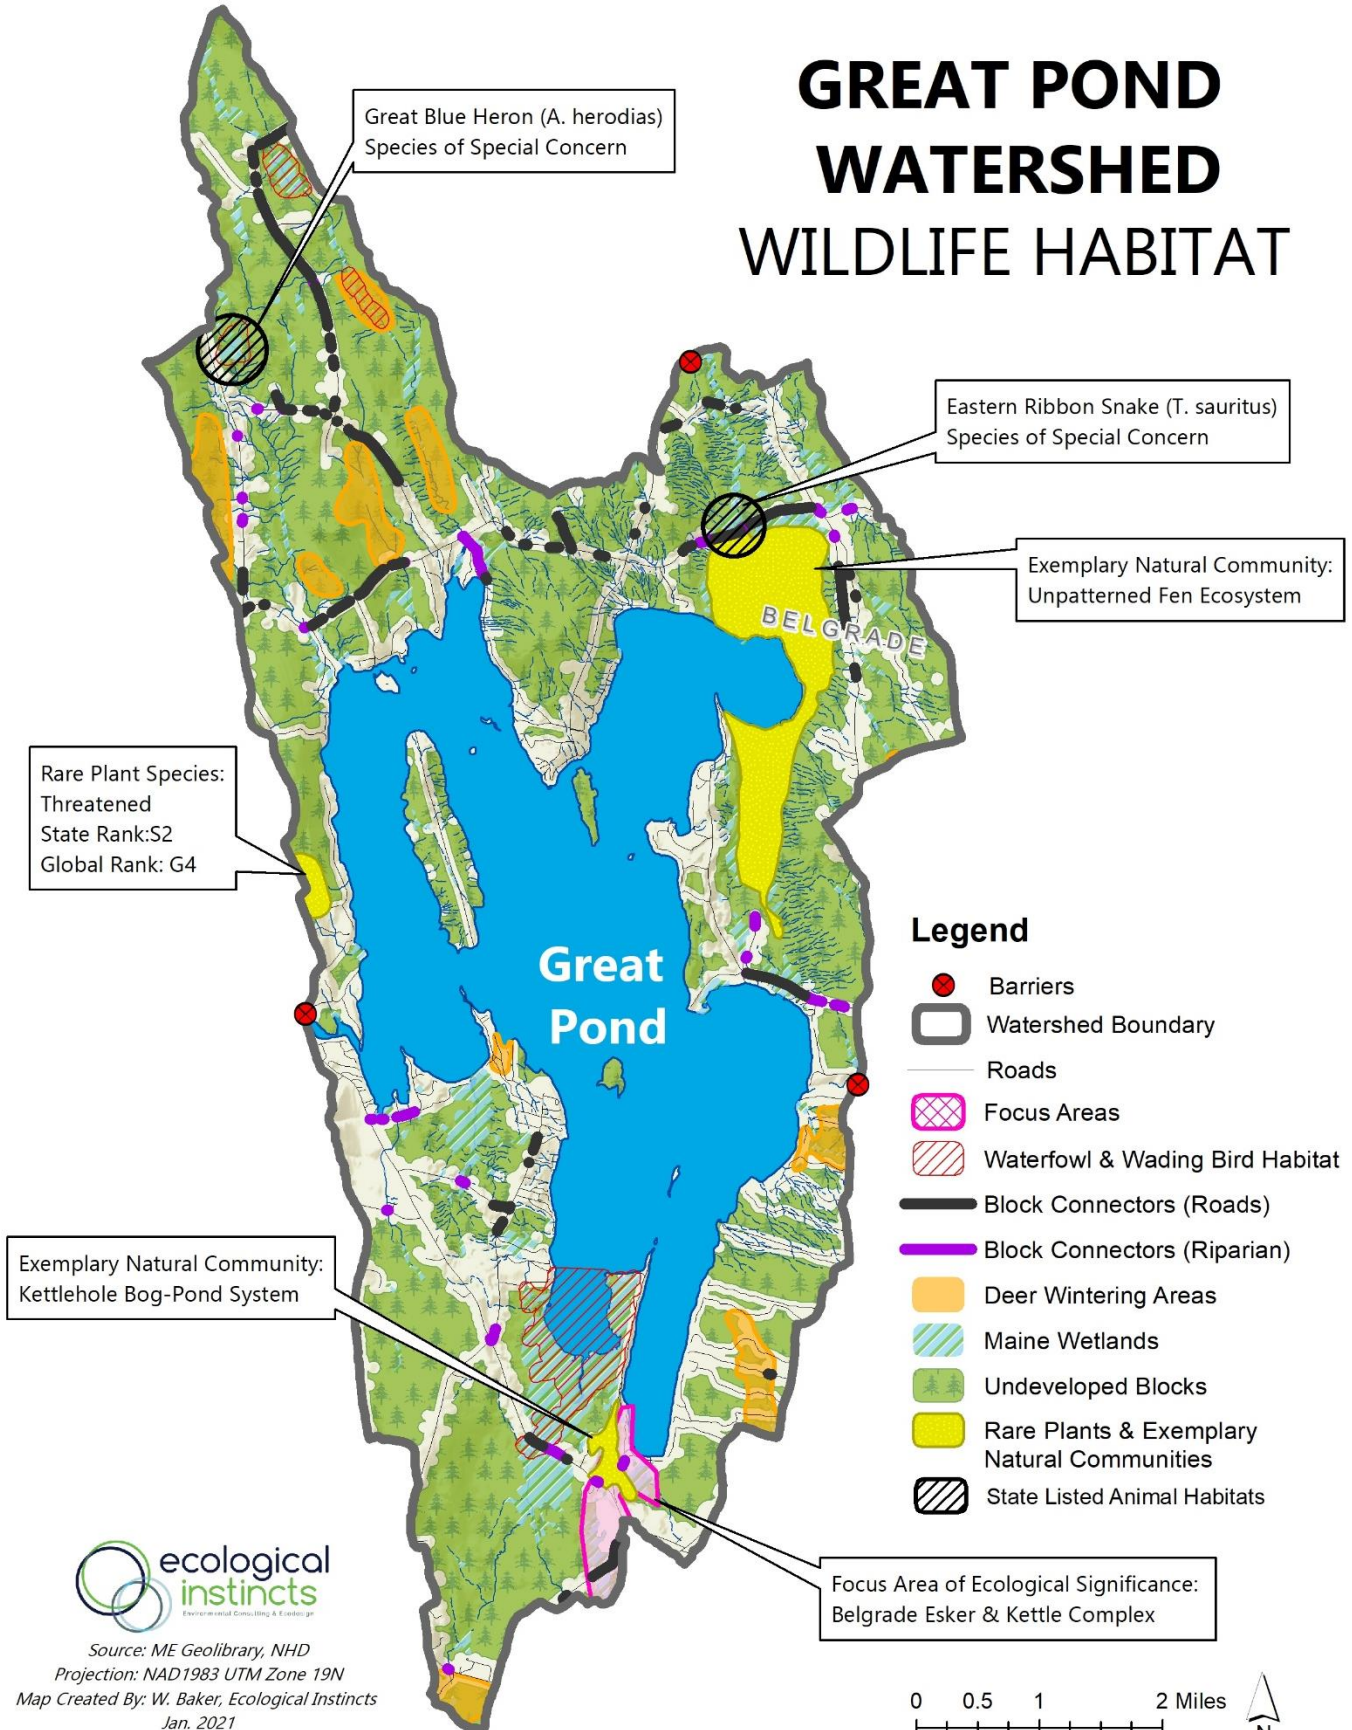 GREAT POND
WATERSHED
WILDLIFE HABITAT
Great Blue Heron (A. herodias)
Species of Special Concern
Eastern Ribbon Snake (T. sauritus)
Species of Special Concern
Exemplary Natural Community:
Unpatterned Fen Ecosystem
BELGRADE
Rare Plant Species:
Threatened
State Rank:S2
Global Rank: G4
Great
Pond
Legend
Barriers
Watershed Boundary
Roads
Focus Areas
Waterfowl & Wading Bird Habitat
Block Connectors (Roads)
Block Connectors (Riparian)
Deer Wintering Areas
Maine Wetlands
Undeveloped Blocks
Rare Plants & Exemplary
Natural Communities
State Listed Animal Habitats
Exemplary Natural Community:
Kettlehole Bog-Pond System
Focus Area of Ecological Significance:
Belgrade Esker & Kettle Complex
ecological
instincts
Environmental Consulting & Ecodesign
Source: ME Geolibrary, NHD
Projection: NAD1983 UTM Zone 19N
Map Created By: W. Baker, Ecological Instincts
Jan. 2021
0 0.5 1 2 Miles
N